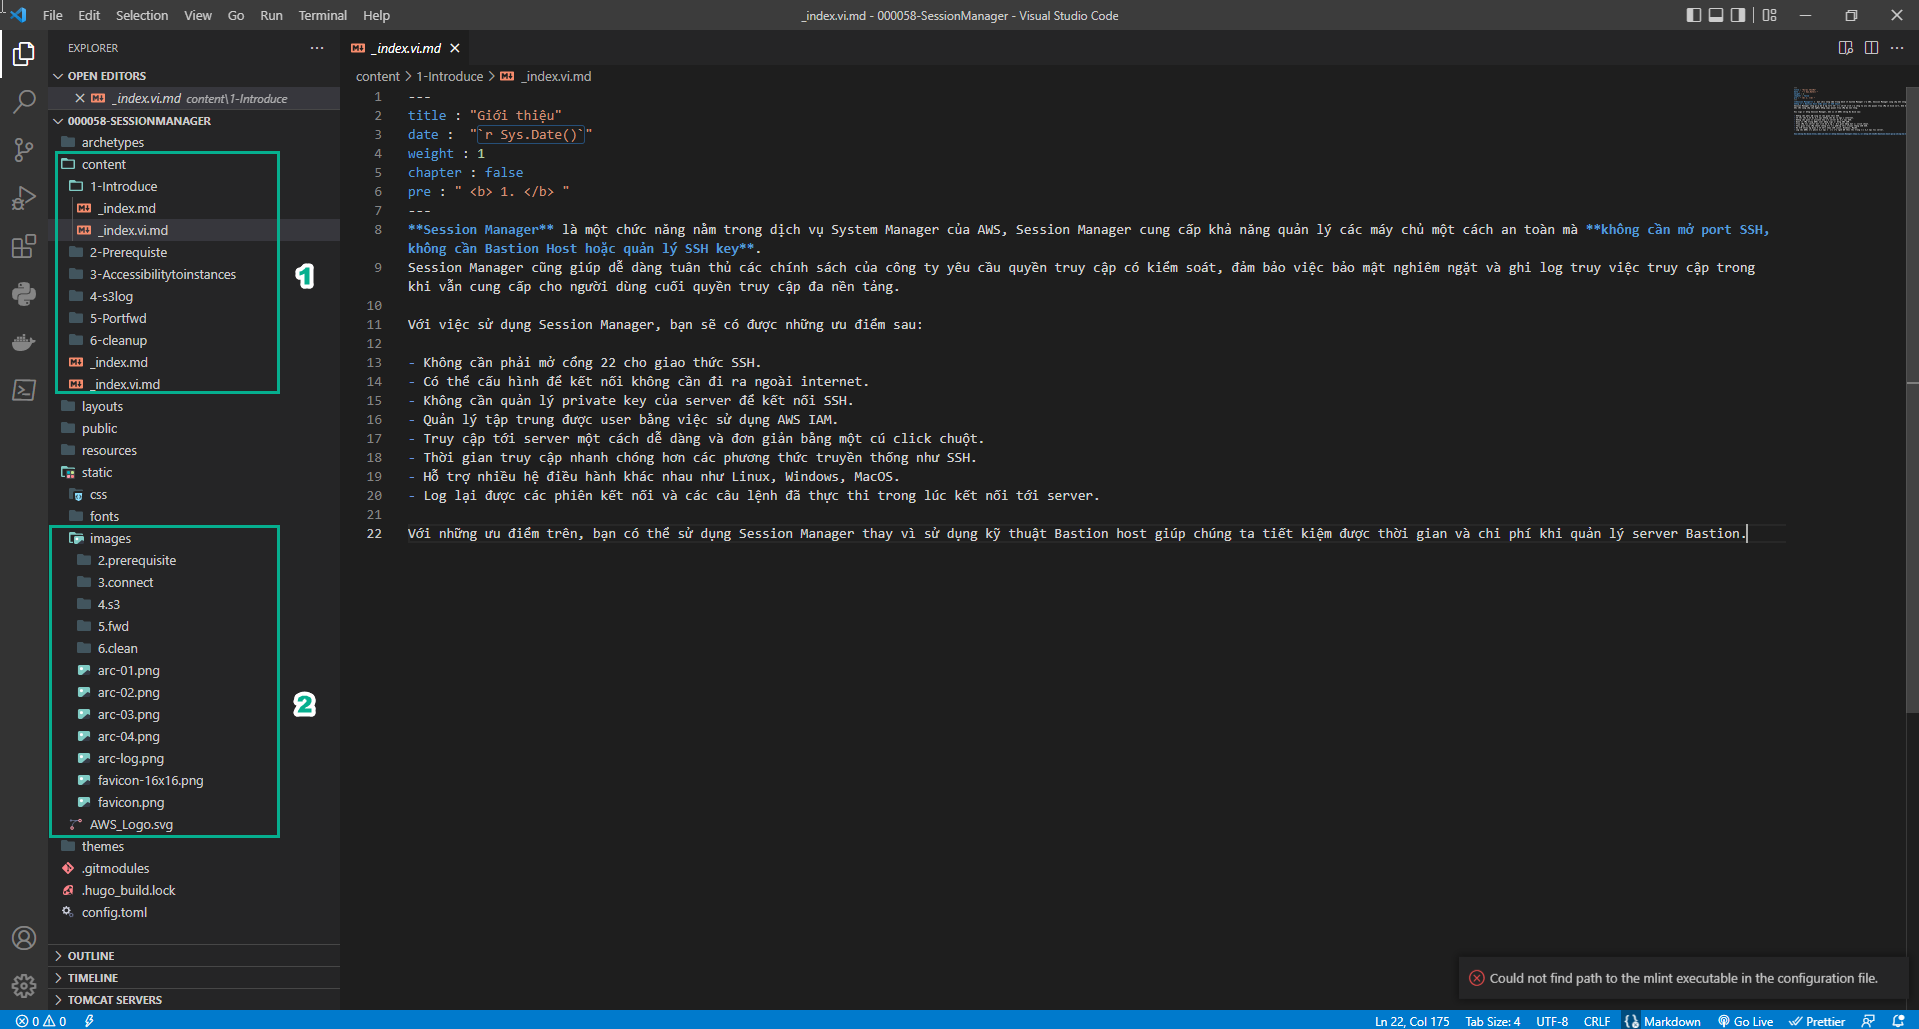 File Edit Selection View Go Run Terminal Help
_index.vi.md - 000058-SessionManager - Visual Studio Code
EXPLORER
OPEN EDITORS
_index.vi.md content\1-Introduce
000058-SESSIONMANAGER
archetypes
content
1-Introduce
_index.md
_index.vi.md
2-Prerequiste
3-Accessibilitytoinstances
4-s3log
5-Portfwd
6-cleanup
_index.md
_index.vi.md
1
layouts
public
resources
static
css
fonts
images
2.prerequisite
3.connect
4.s3
5.fwd
6.clean
arc-01.png
arc-02.png
arc-03.png
arc-04.png
arc-log.png
favicon-16x16.png
favicon.png
AWS_Logo.svg
2
themes
.gitmodules
.hugo_build.lock
config.toml
OUTLINE
TIMELINE
TOMCAT SERVERS
_index.vi.md
content > 1-Introduce > _index.vi.md
1 ---
2 title : "Giới thiệu"
3 date :  "`r Sys.Date()`"
4 weight : 1
5 chapter : false
6 pre : " <b> 1. </b> "
7 ---
8 **Session Manager** là một chức năng nằm trong dịch vụ System Manager của AWS, Session Manager cung cấp khả năng quản lý các máy chủ một cách an toàn mà **không cần mở port SSH,
không cần Bastion Host hoặc quản lý SSH key**.
9 Session Manager cũng giúp dễ dàng tuân thủ các chính sách của công ty yêu cầu quyền truy cập có kiểm soát, đảm bảo việc bảo mật nghiêm ngặt và ghi log truy việc truy cập trong
khi vẫn cung cấp cho người dùng cuối quyền truy cập đa nền tảng.
10
11 Với việc sử dụng Session Manager, bạn sẽ có được những ưu điểm sau:
12
13 - Không cần phải mở cổng 22 cho giao thức SSH.
14 - Có thể cấu hình để kết nối không cần đi ra ngoài internet.
15 - Không cần quản lý private key của server để kết nối SSH.
16 - Quản lý tập trung được user bằng việc sử dụng AWS IAM.
17 - Truy cập tới server một cách dễ dàng và đơn giản bằng một cú click chuột.
18 - Thời gian truy cập nhanh chóng hơn các phương thức truyền thống như SSH.
19 - Hỗ trợ nhiều hệ điều hành khác nhau như Linux, Windows, MacOS.
20 - Log lại được các phiên kết nối và các câu lệnh đã thực thi trong lúc kết nối tới server.
21
22 Với những ưu điểm trên, bạn có thể sử dụng Session Manager thay vì sử dụng kỹ thuật Bastion host giúp chúng ta tiết kiệm được thời gian và chi phí khi quản lý server Bastion.
Could not find path to the mlint executable in the configuration file.
0 0
Ln 22, Col 175 Tab Size: 4 UTF-8 CRLF Markdown Go Live Prettier